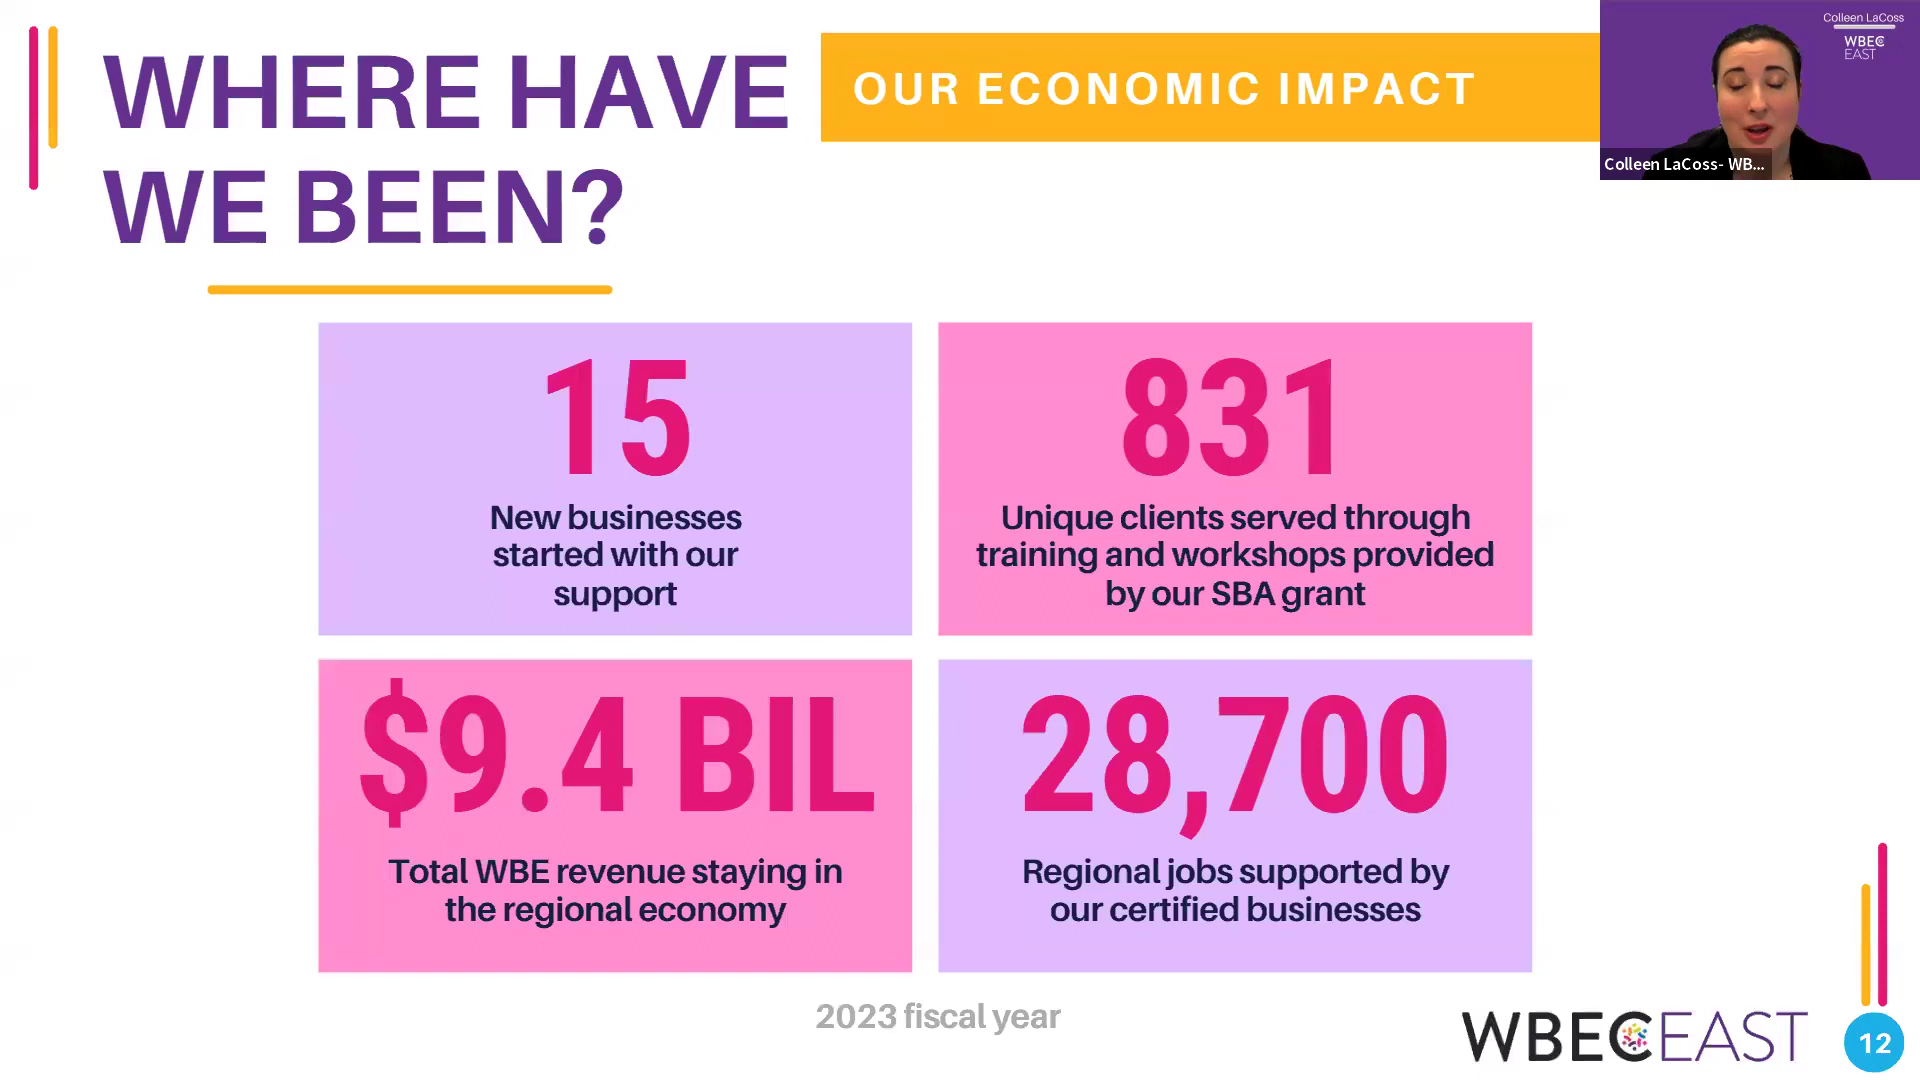 WHERE HAVE
WE BEEN?
OUR ECONOMIC IMPACT
Colleen LaCoss
WBEC
EAST
Colleen LaCoss- WB...
15
New businesses
started with our
support
831
Unique clients served through
training and workshops provided
by our SBA grant
$9.4 BIL
Total WBE revenue staying in
the regional economy
28,700
Regional jobs supported by
our certified businesses
2023 fiscal year
WBECEAST
12